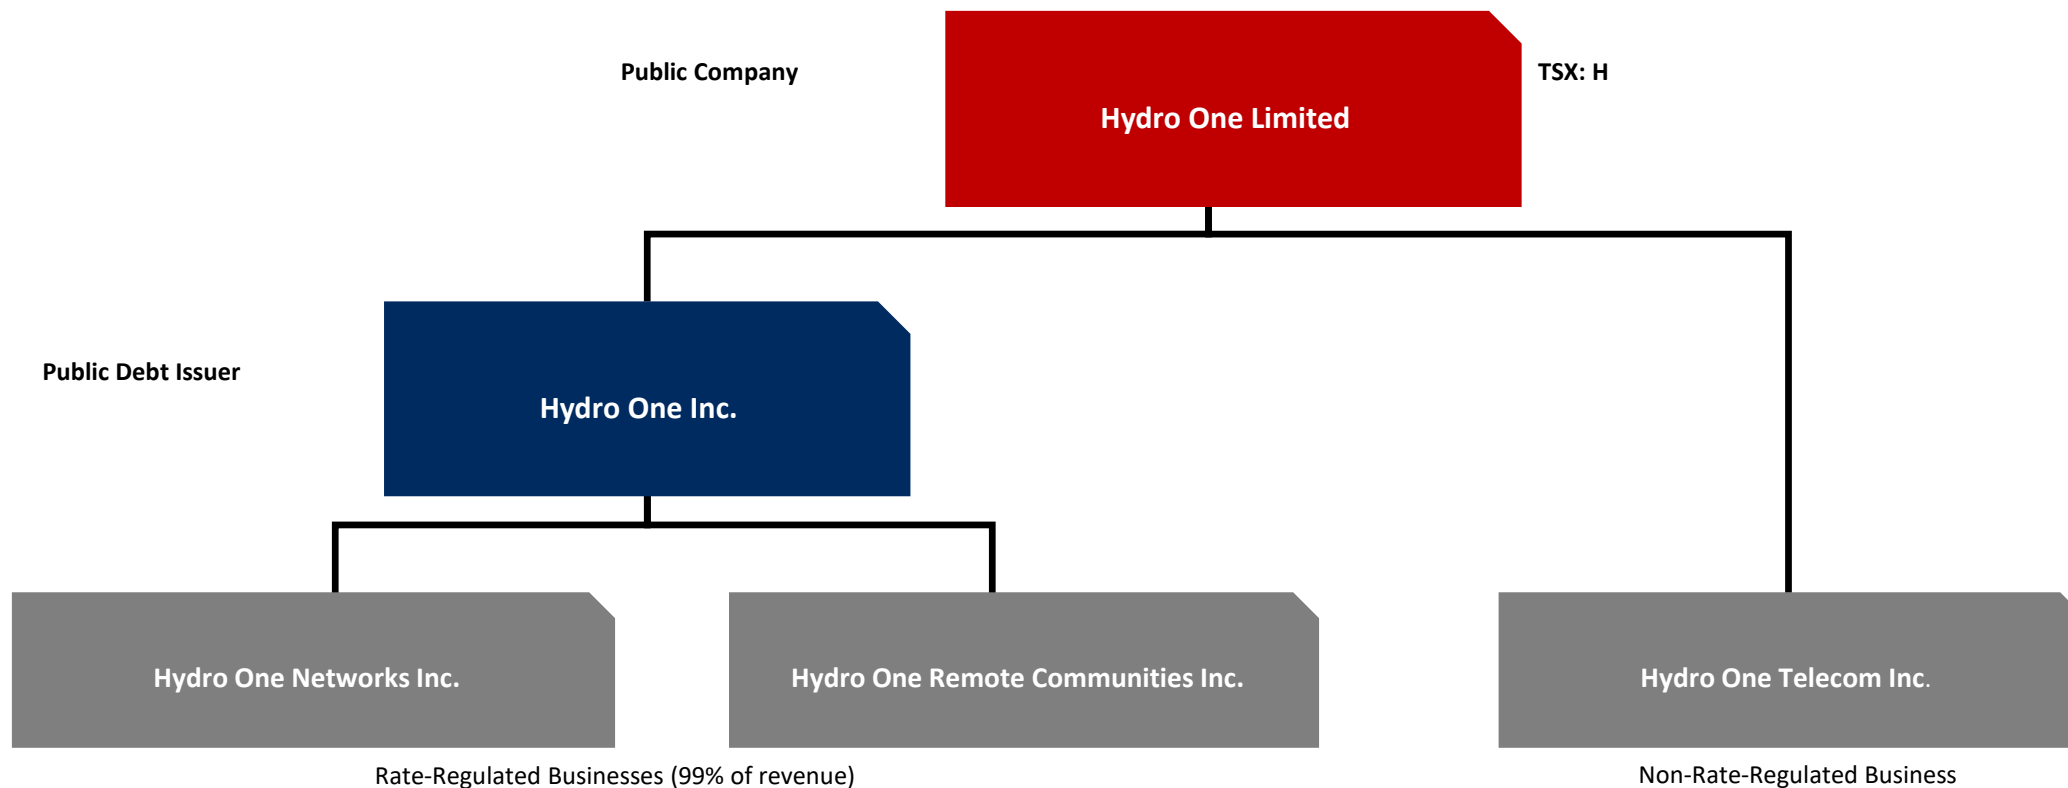 Public Company
TSX: H
Hydro One Limited
Public Debt Issuer
Hydro One Inc.
Hydro One Networks Inc.
Hydro One Remote Communities Inc.
Hydro One Telecom Inc.
Rate-Regulated Businesses (99% of revenue)
Non-Rate-Regulated Business